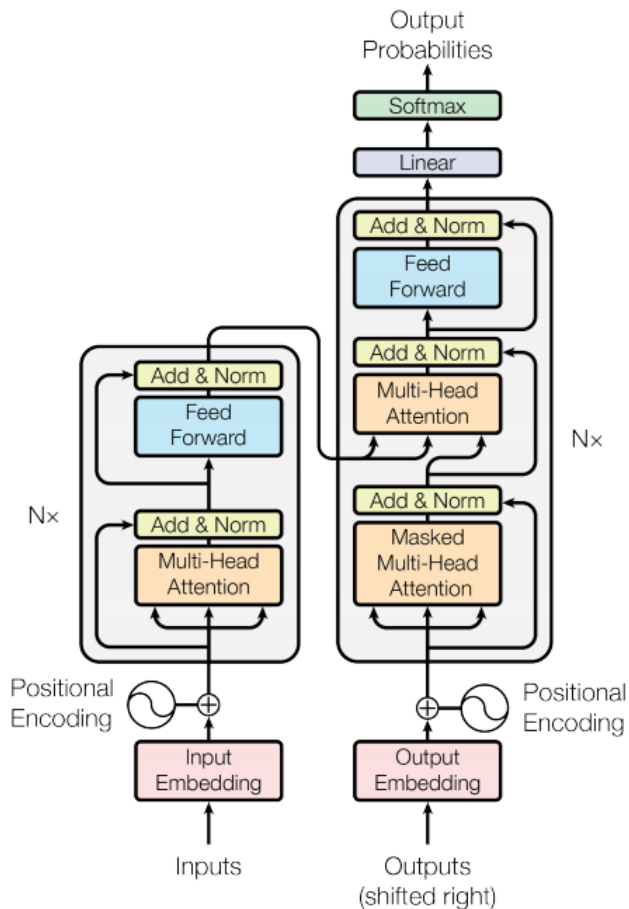 Output
Probabilities
Softmax
Linear
Add & Norm
Feed
Forward
Add & Norm
Multi-Head
Attention
Add & Norm
Masked
Multi-Head
Attention
N×
Add & Norm
Feed
Forward
Add & Norm
Multi-Head
Attention
N×
Positional
Encoding
Positional
Encoding
Input
Embedding
Output
Embedding
Inputs
Outputs
(shifted right)